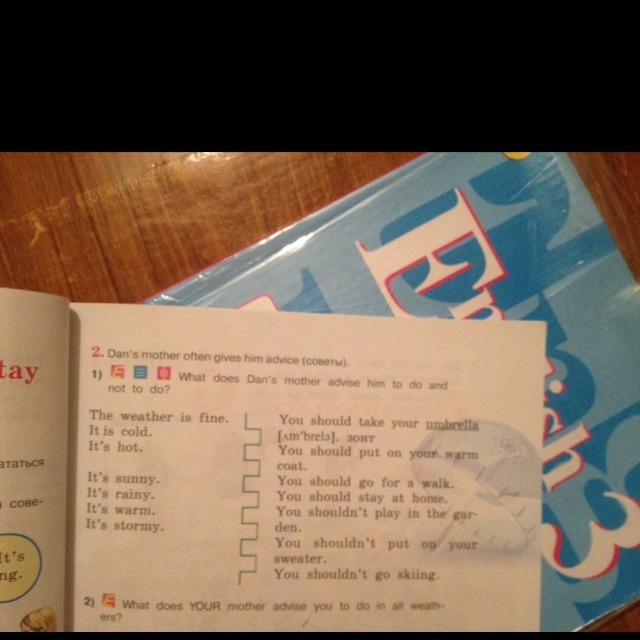 English 3
tay
2. Dan's mother often gives him advice (советы).
1) What does Dan's mother advise him to do and
not to do?
The weather is fine.
It is cold.
It's hot.
It's sunny.
It's rainy.
It's warm.
It's stormy.
You should take your umbrella
[ʌm'brelə]. зонт
You should put on your warm
coat.
You should go for a walk.
You should stay at home.
You shouldn't play in the gar-
den.
You shouldn't put on your
sweater.
You shouldn't go skiing.
2) What does YOUR mother advise you to do in all weath-
ers?
ататься
сове-
It's
ng.